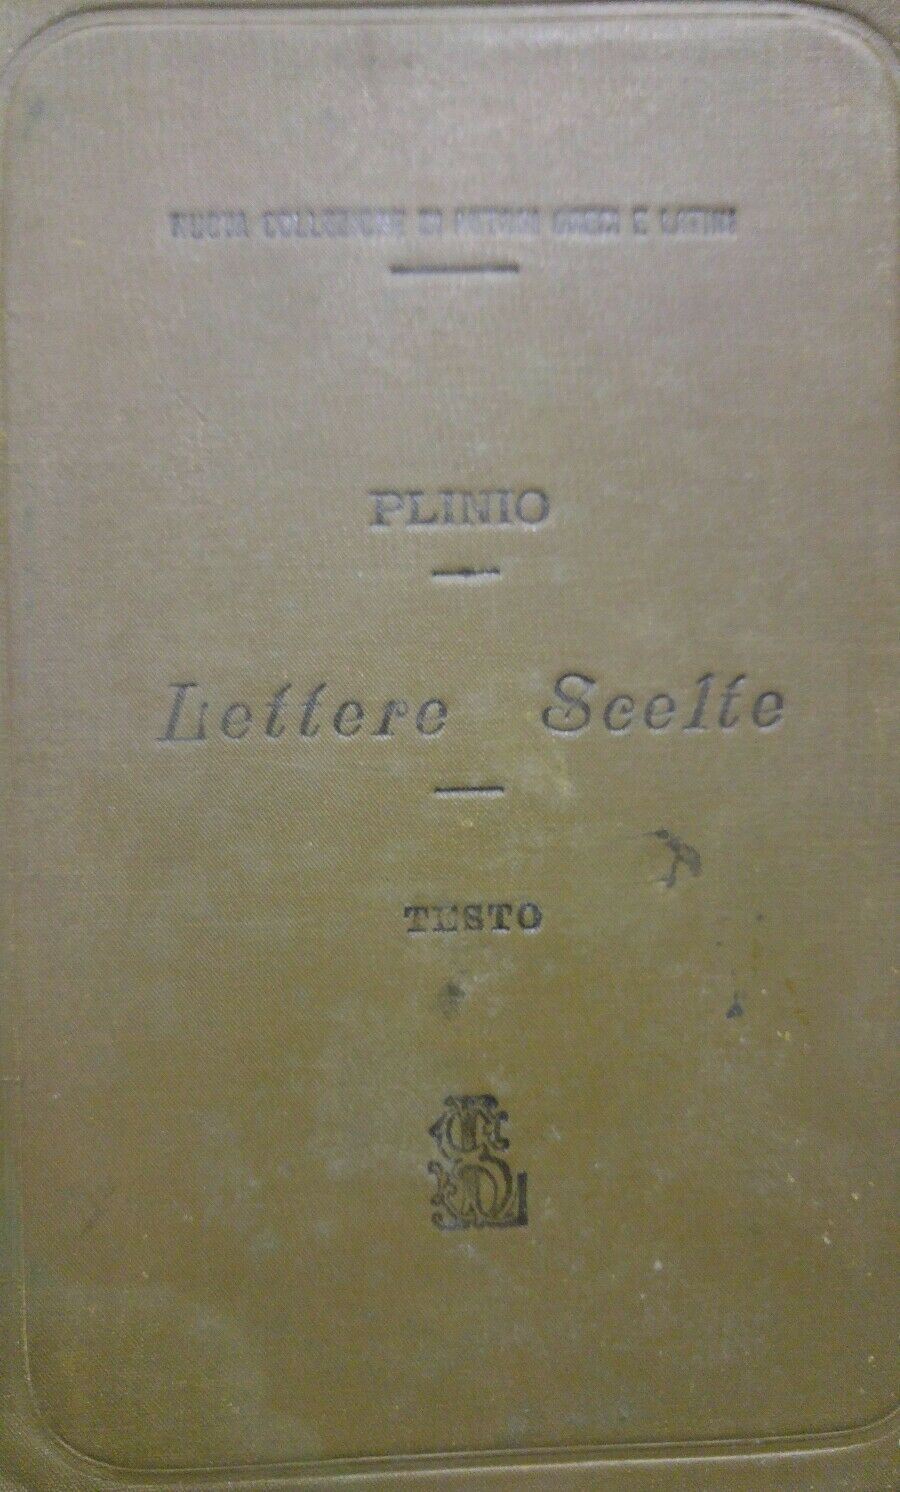 NUOVA COLLEZIONE DI AUTORI GRECI E LATINI
PLINIO
Lettere Scelte
TESTO